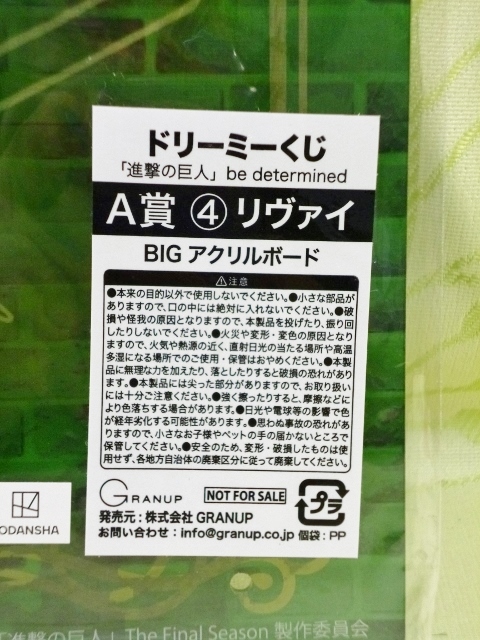 ドリーミーくじ
「進撃の巨人」be determined
A賞 ④ リヴァイ
BIG アクリルボード
⚠注意
●本来の目的以外で使用しないでください。●小さな部品が
ありますので、口の中には絶対に入れないでください。●破
損や怪我の原因となりますので、本製品を投げたり、振り回
したりしないでください。●火災や変形・変色の原因となり
ますので、火気や熱源の近く、直射日光の当たる場所や高温
多湿になる場所でのご使用・保管はおやめください。●本製
品に無理な力を加えたり、落としたりすると破損の恐れがあり
ます。●本製品には尖った部分がありますので、お取り扱い
には十分ご注意ください。●強く擦ったりすると、摩擦などに
より色落ちする場合があります。●日光や電球等の影響で色
が経年劣化する可能性があります。●思わぬ事故の恐れがあ
りますので、小さなお子様やペットの手の届かないところで
保管してください。●安全のため、変形・破損したものは使
用せず、各地方自治体の廃棄区分に従って廃棄してください。
GRANUP
NOT FOR SALE
プラ
発売元：株式会社 GRANUP
お問い合わせ：info@granup.co.jp 個袋：PP
ODANSHA
「進撃の巨人」The Final Season 製作委員会